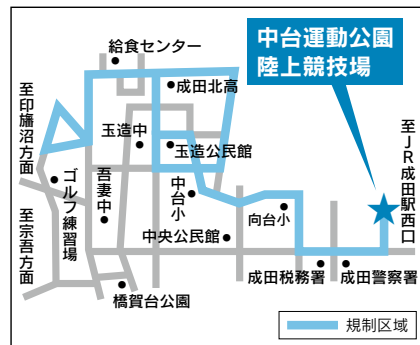 中台運動公園
陸上競技場
給食センター
成田北高
至印旛沼方面
玉造中
玉造公民館
至JR成田駅西口
ゴルフ練習場
吾妻中
中台小
向台小
至宗吾方面
中央公民館
成田税務署
成田警察署
橋賀台公園
規制区域